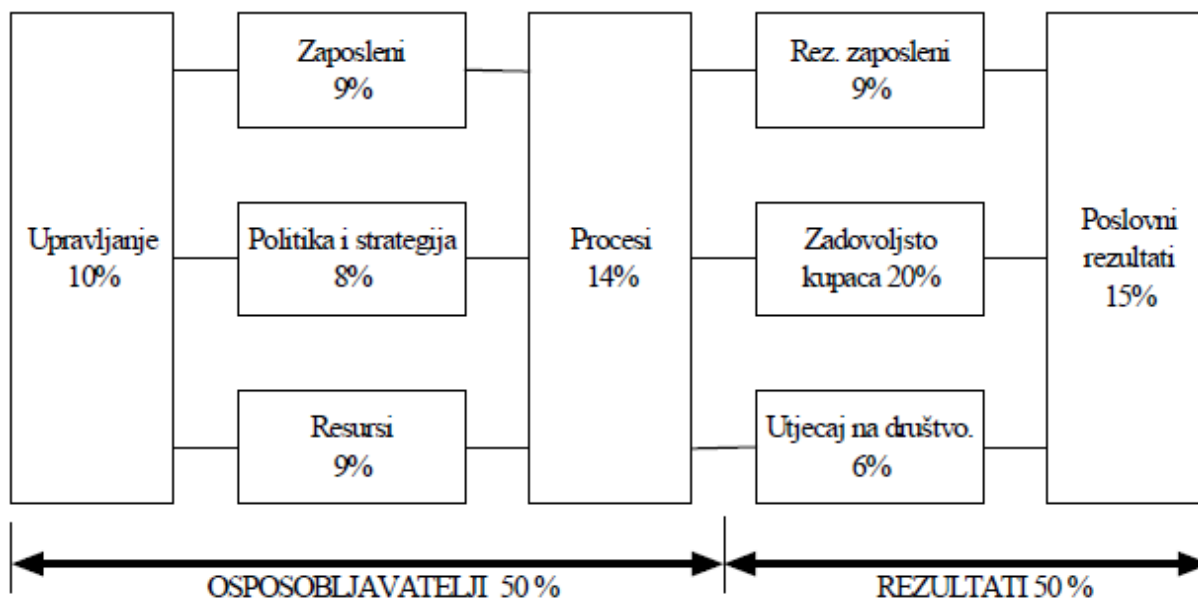 Upravljanje
10%
Zaposleni
9%
Politika i strategija
8%
Resursi
9%
Procesi
14%
Rez. zaposleni
9%
Zadovoljsto
kupaca 20%
Utjecaj na društvo.
6%
Poslovni
rezultati
15%
OSPOSOBLJAVATELJI 50 %
REZULTATI 50 %